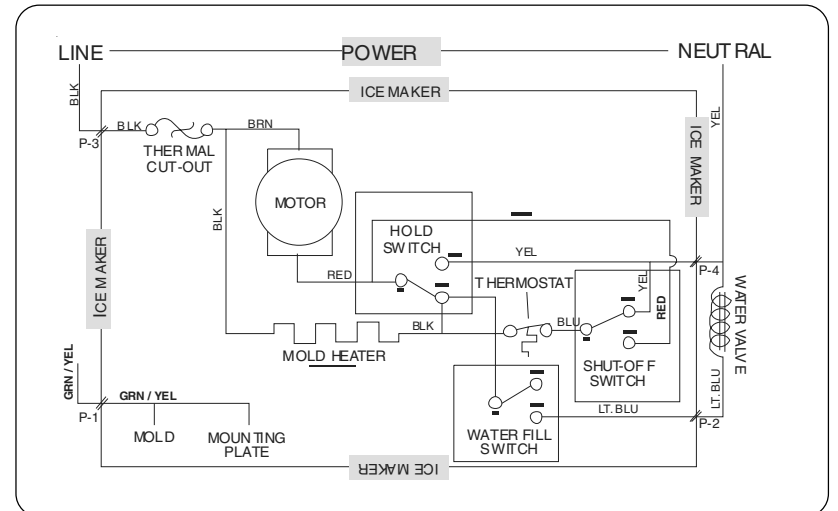 LINE POWER NEUTRAL
ICE MAKER
BLK
YEL
P-3
BLK
BRN
THERMAL
CUT-OUT
ICE MAKER
MOTOR
BLK
HOLD
SWITCH
YEL
P-4
ICE MAKER
RED
THERMOSTAT
YEL
RED
WATER VALVE
BLK
BLU
MOLD HEATER
SHUT-OFF
SWITCH
GRN / YEL
GRN / YEL
P-1
MOLD
MOUNTING
PLATE
WATER FILL
SWITCH
LT. BLU
P-2
LT. BLU
ICE MAKER